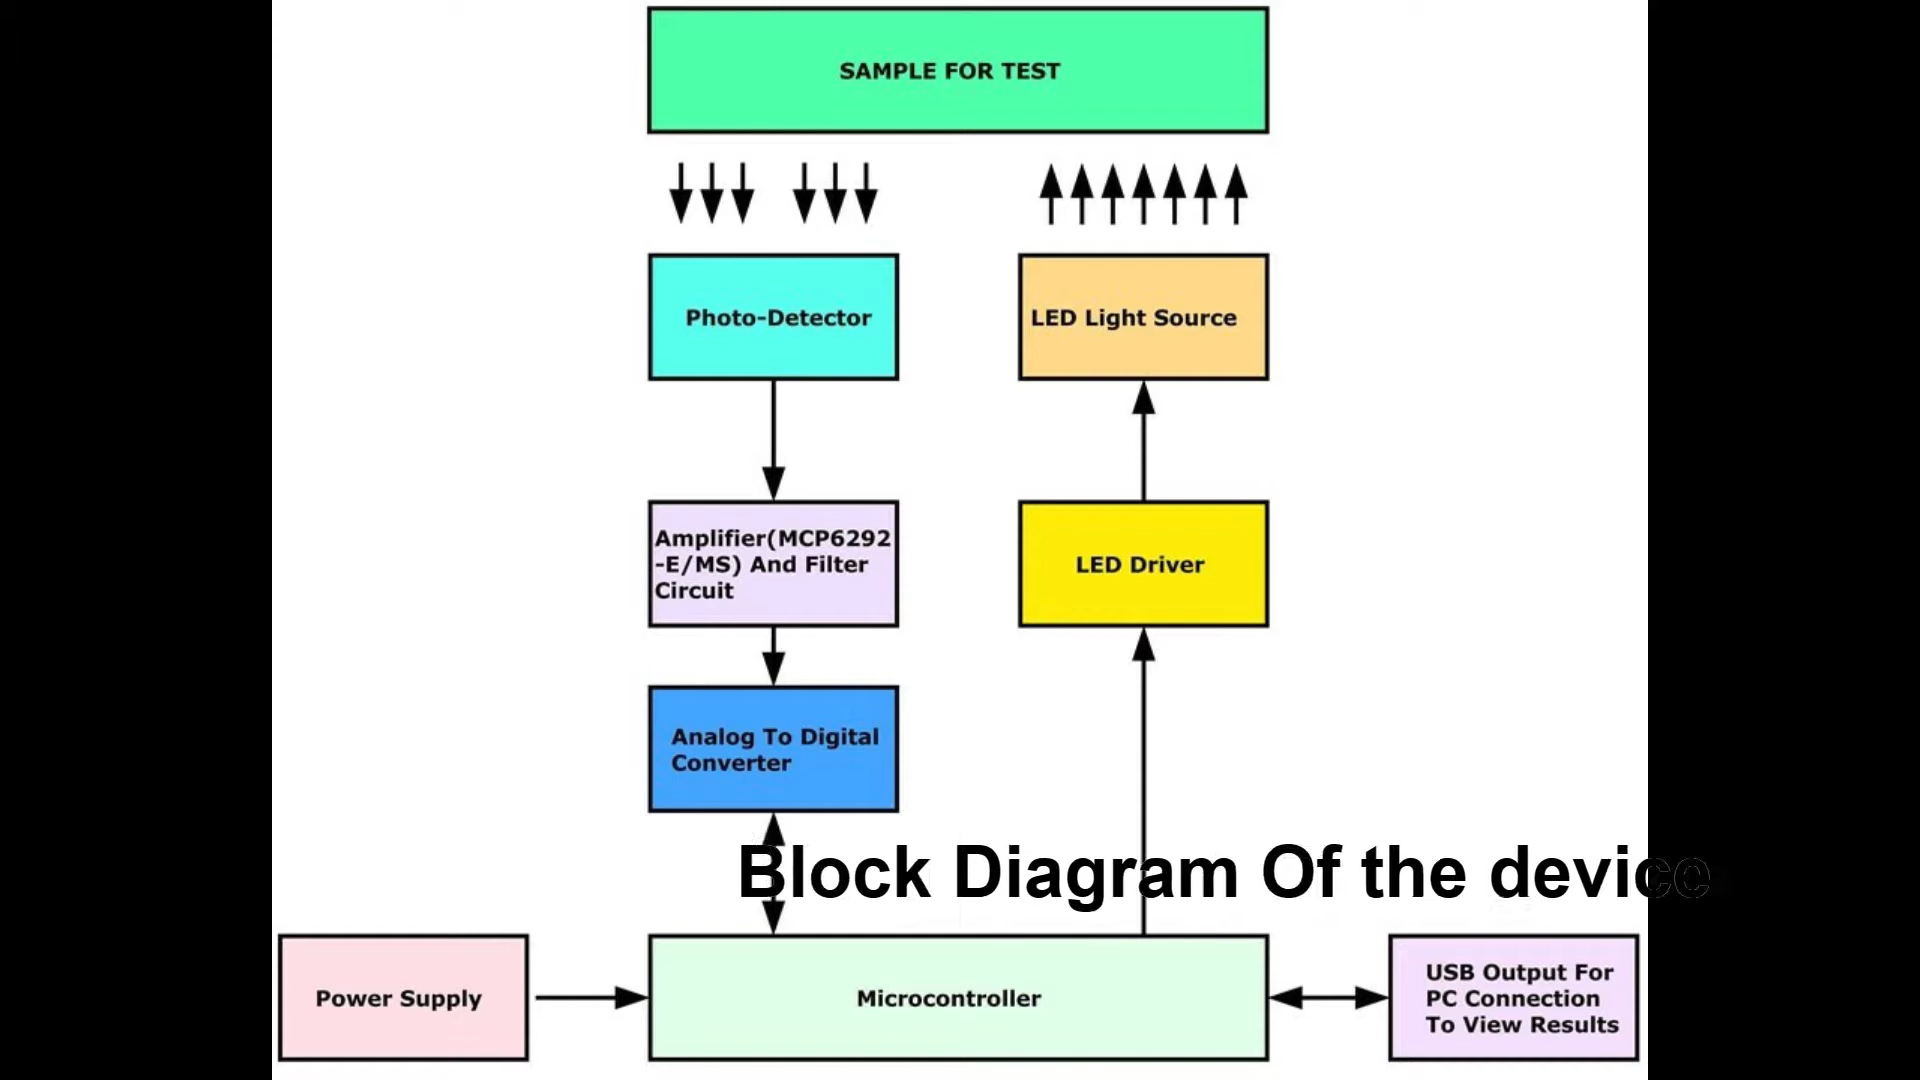 SAMPLE FOR TEST
Photo-Detector
LED Light Source
Amplifier(MCP6292
-E/MS) And Filter
Circuit
LED Driver
Analog To Digital
Converter
Block Diagram Of the device
Power Supply
Microcontroller
USB Output For
PC Connection
To View Results